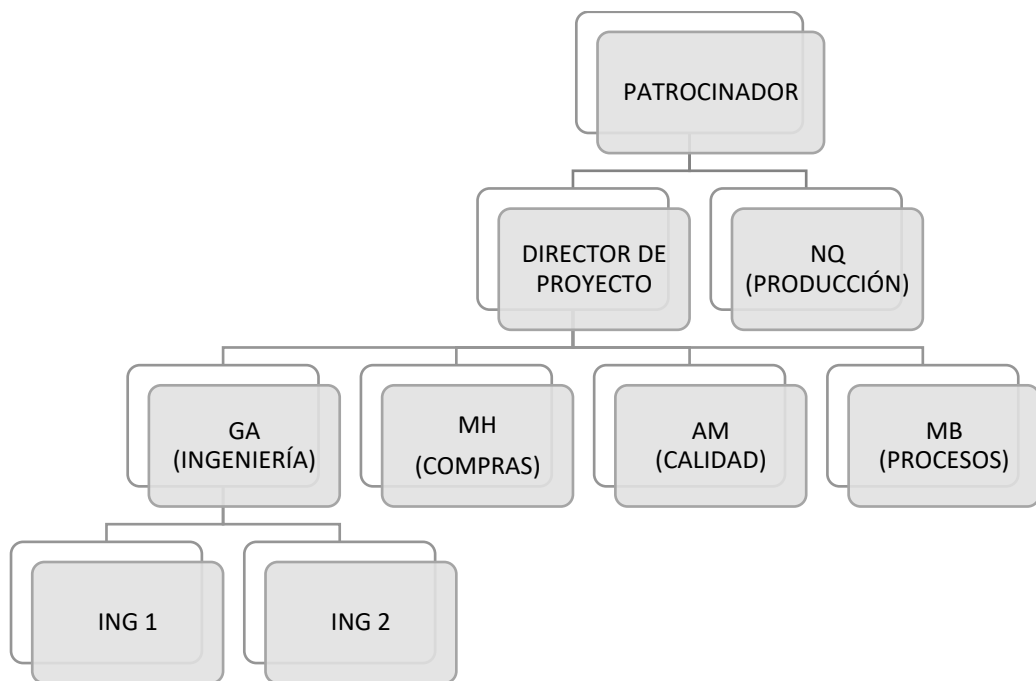 PATROCINADOR
DIRECTOR DE
PROYECTO
NQ
(PRODUCCIÓN)
GA
(INGENIERÍA)
MH
(COMPRAS)
AM
(CALIDAD)
MB
(PROCESOS)
ING 1
ING 2